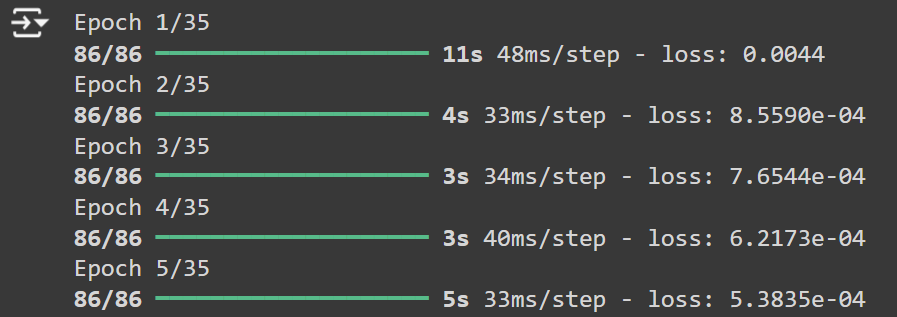 Epoch 1/35
86/86 ━━━━━━━━━━━━━━━━━━━━ 11s 48ms/step - loss: 0.0044
Epoch 2/35
86/86 ━━━━━━━━━━━━━━━━━━━━ 4s 33ms/step - loss: 8.5590e-04
Epoch 3/35
86/86 ━━━━━━━━━━━━━━━━━━━━ 3s 34ms/step - loss: 7.6544e-04
Epoch 4/35
86/86 ━━━━━━━━━━━━━━━━━━━━ 3s 40ms/step - loss: 6.2173e-04
Epoch 5/35
86/86 ━━━━━━━━━━━━━━━━━━━━ 5s 33ms/step - loss: 5.3835e-04